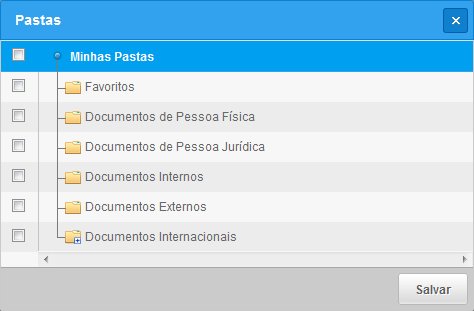 Pastas
Minhas Pastas
Favoritos
Documentos de Pessoa Física
Documentos de Pessoa Jurídica
Documentos Internos
Documentos Externos
Documentos Internacionais
Salvar